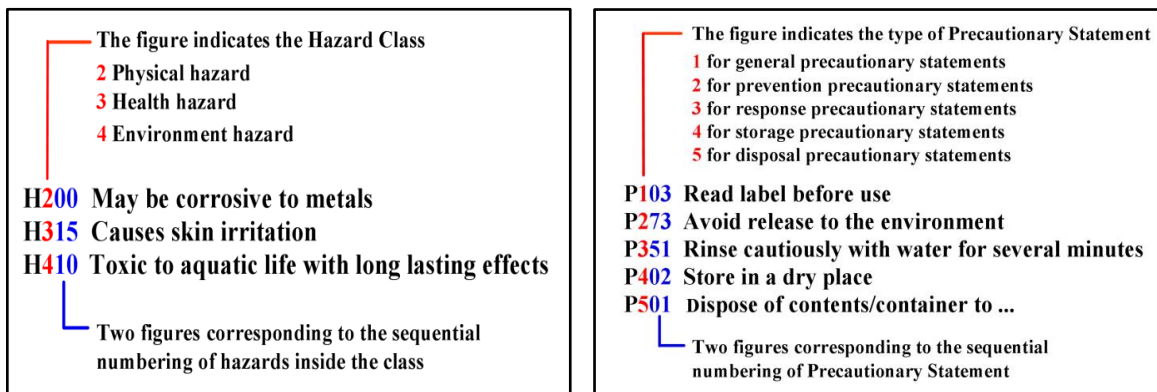 The figure indicates the Hazard Class
2 Physical hazard
3 Health hazard
4 Environment hazard
H200 May be corrosive to metals
H315 Causes skin irritation
H410 Toxic to aquatic life with long lasting effects
Two figures corresponding to the sequential
numbering of hazards inside the class
The figure indicates the type of Precautionary Statement
1 for general precautionary statements
2 for prevention precautionary statements
3 for response precautionary statements
4 for storage precautionary statements
5 for disposal precautionary statements
P103 Read label before use
P273 Avoid release to the environment
P351 Rinse cautiously with water for several minutes
P402 Store in a dry place
P501 Dispose of contents/container to ...
Two figures corresponding to the sequential
numbering of Precautionary Statement